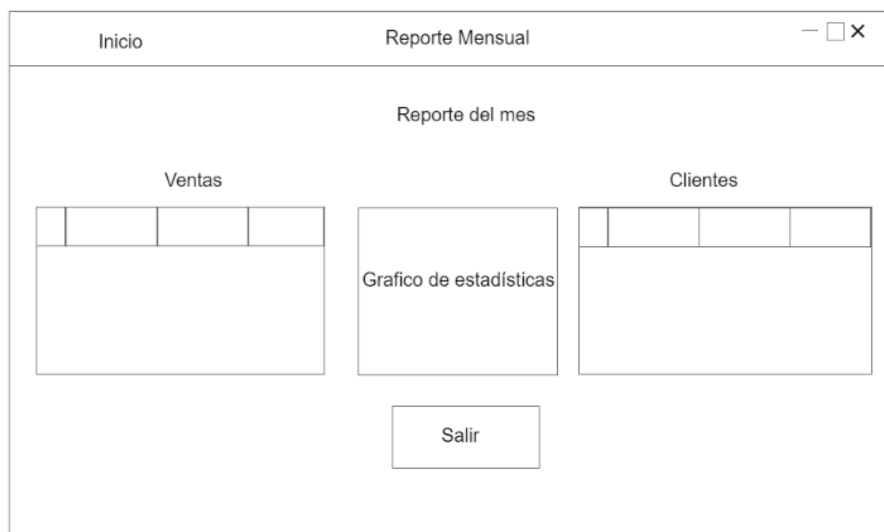 Inicio
Reporte Mensual
Reporte del mes
Ventas
Clientes
Grafico de estadísticas
Salir